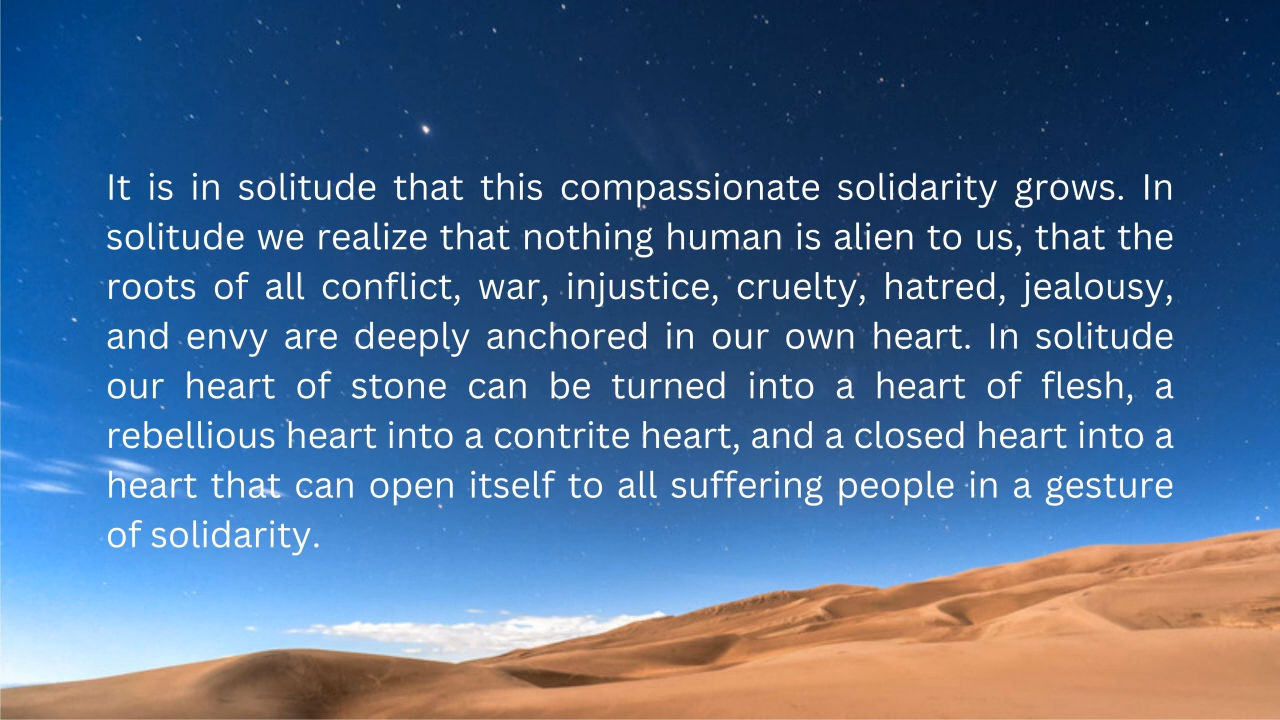 It is in solitude that this compassionate solidarity grows. In
solitude we realize that nothing human is alien to us, that the
roots of all conflict, war, injustice, cruelty, hatred, jealousy,
and envy are deeply anchored in our own heart. In solitude
our heart of stone can be turned into a heart of flesh, a
rebellious heart into a contrite heart, and a closed heart into a
heart that can open itself to all suffering people in a gesture
of solidarity.